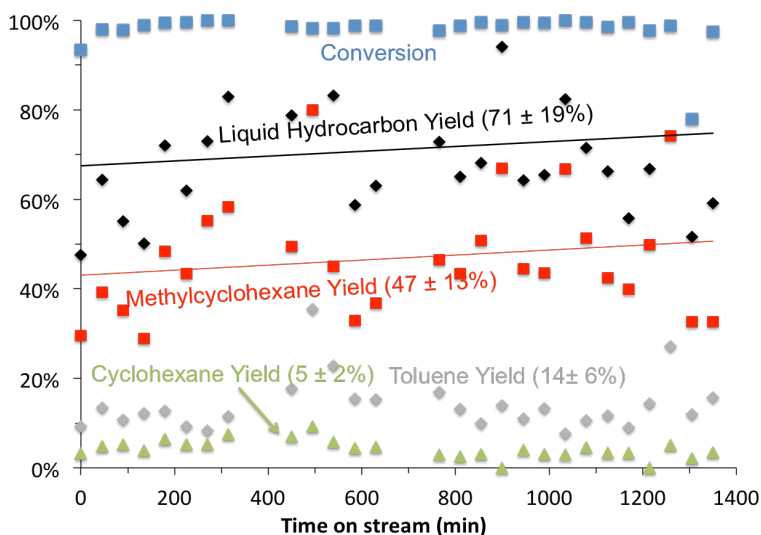 100%
Conversion
80%
Liquid Hydrocarbon Yield (71 ± 19%)
60%
40%
Methylcyclohexane Yield (47 ± 13%)
20%
Cyclohexane Yield (5 ± 2%)
Toluene Yield (14± 6%)
0%
0 200 400 600 800 1000 1200 1400
Time on stream (min)